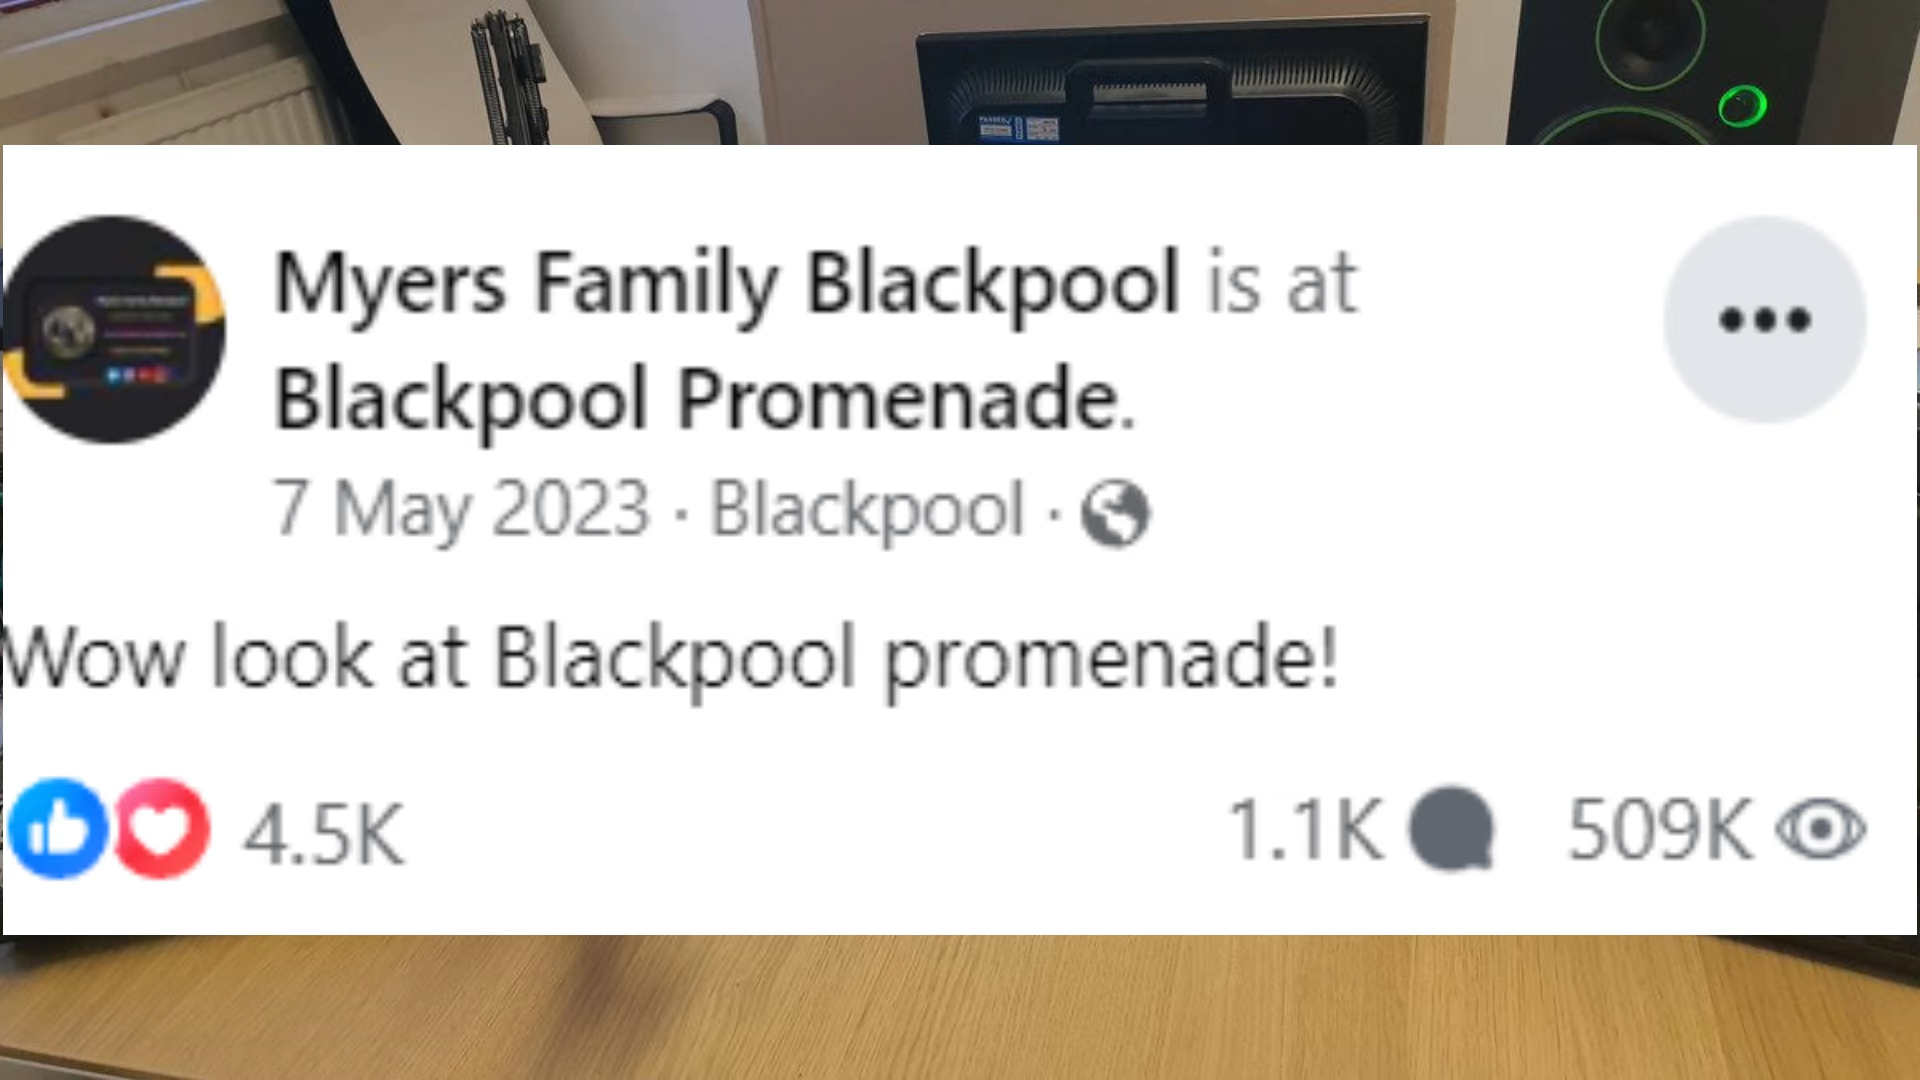 Myers Family Blackpool is at
Blackpool Promenade.
7 May 2023 · Blackpool ·
Wow look at Blackpool promenade!
4.5K 1.1K 509K